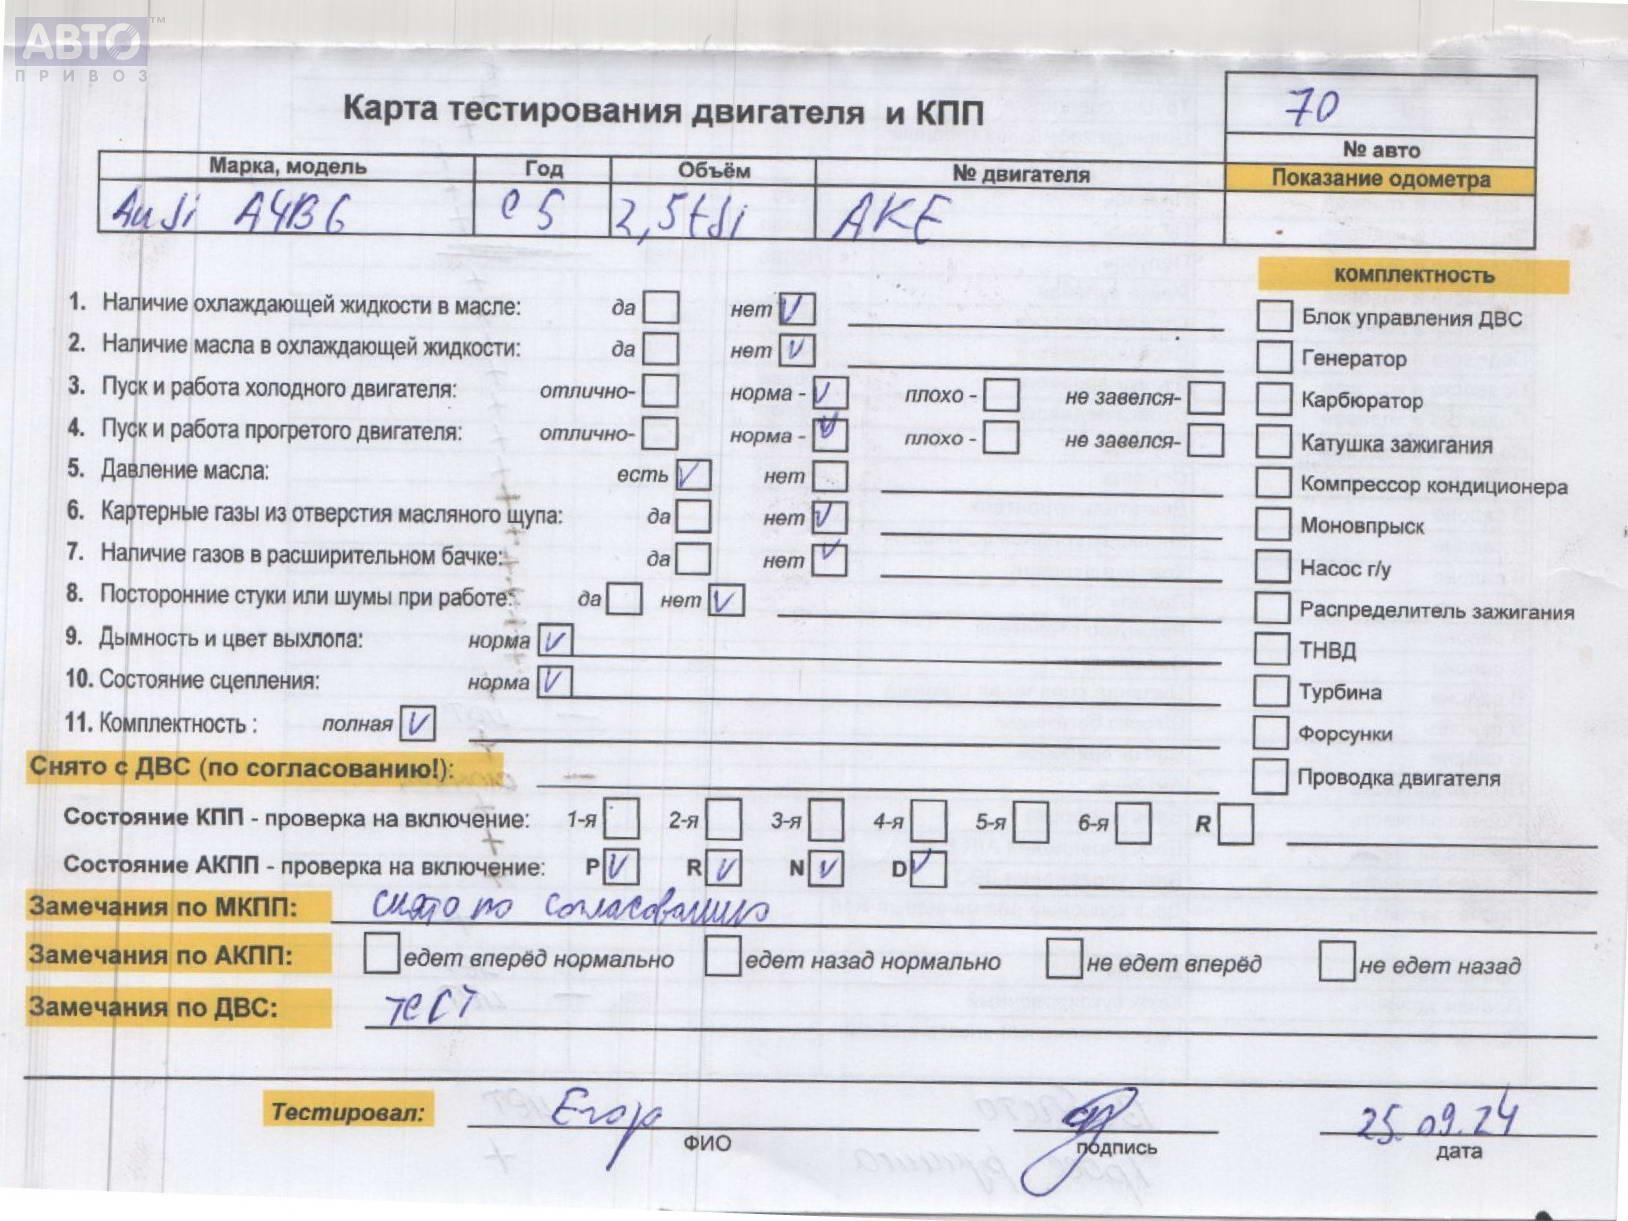 АВТО™
ПРИВОЗ
Карта тестирования двигателя и КПП
70
№ авто
Марка, модель Год Объём № двигателя Показание одометра
Audi A4B6 05 2,5tdi AKE
комплектность
1. Наличие охлаждающей жидкости в масле: да нет V
Блок управления ДВС
2. Наличие масла в охлаждающей жидкости: да нет V
Генератор
3. Пуск и работа холодного двигателя: отлично- норма - V плохо - не завелся-
Карбюратор
4. Пуск и работа прогретого двигателя: отлично- норма - V плохо - не завелся-
Катушка зажигания
5. Давление масла: есть V нет
Компрессор кондиционера
6. Картерные газы из отверстия масляного щупа: да нет V
Моновпрыск
7. Наличие газов в расширительном бачке: да нет V
Насос г/у
8. Посторонние стуки или шумы при работе: да нет V
Распределитель зажигания
9. Дымность и цвет выхлопа: норма V
ТНВД
10. Состояние сцепления: норма V
Турбина
11. Комплектность : полная V
Форсунки
Снято с ДВС (по согласованию!):
Проводка двигателя
Состояние КПП - проверка на включение: 1-я 2-я 3-я 4-я 5-я 6-я R
Состояние АКПП - проверка на включение: P V R V N V D V
Замечания по МКПП: снято по согласованию
Замечания по АКПП: едет вперёд нормально едет назад нормально не едет вперёд не едет назад
Замечания по ДВС: тест
Тестировал: Егор 25.09.24
ФИО подпись дата